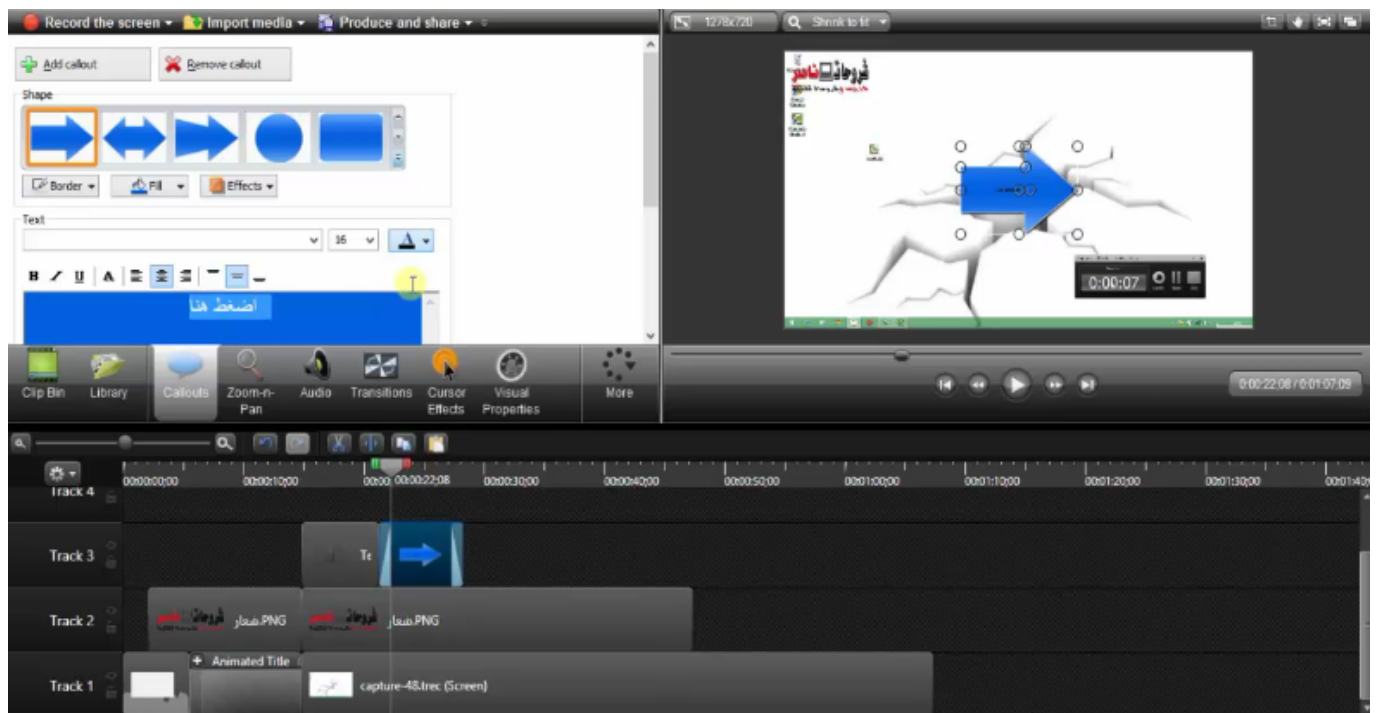 Record the screen
Import media
Produce and share
1278x720
Shrink to fit
Add callout
Remove callout
Shape
Border
Fill
Effects
Text
16
B
U
A
اضغط هنا
0:00:07
Clip Bin
Library
Callouts
Zoom-n-Pan
Audio
Transitions
Cursor Effects
Visual Properties
More
0:00:22;08 / 0:01:07;09
00:00:00;00
00:00:10;00
00:00:22;08
00:00:30;00
00:00:40;00
00:00:50;00
00:01:00;00
00:01:10;00
00:01:20;00
00:01:30;00
Track 4
Track 3
Te
Track 2
شعار.PNG
شعار.PNG
Track 1
Animated Title
capture-48.trec (Screen)